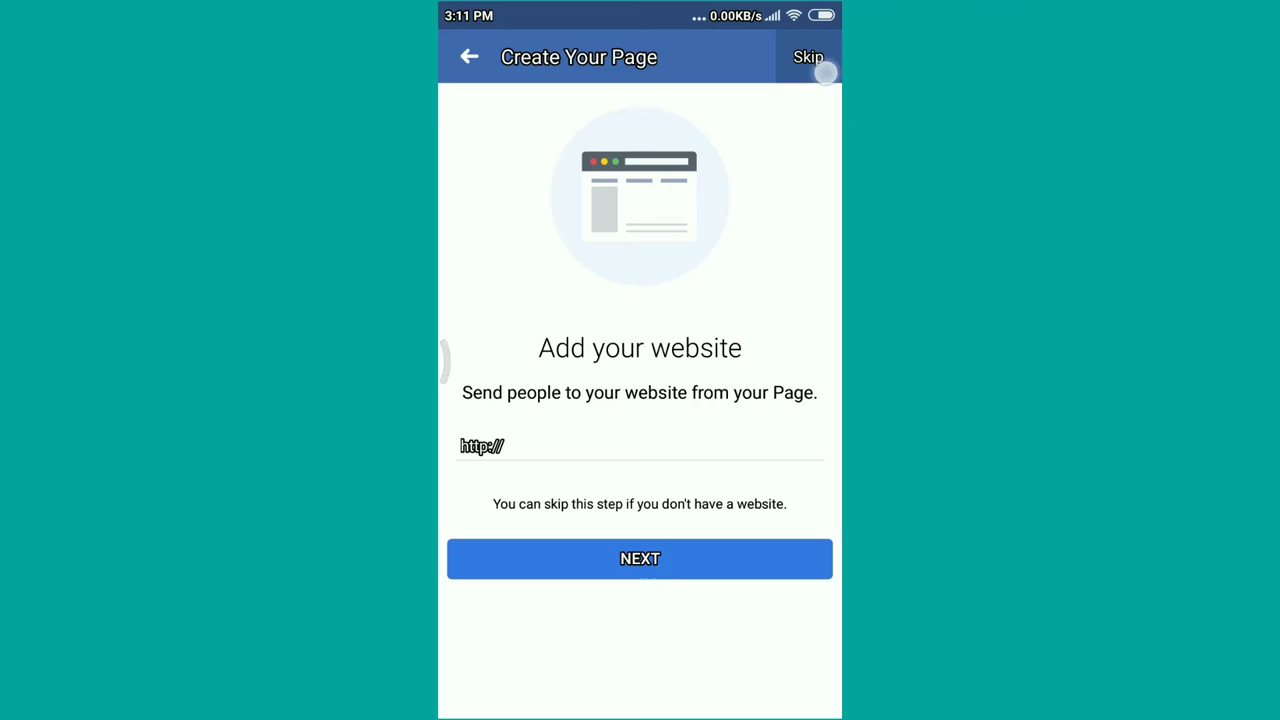 3:11 PM ... 0.00KB/s
Create Your Page Skip
Add your website
Send people to your website from your Page.
http://
You can skip this step if you don't have a website.
NEXT